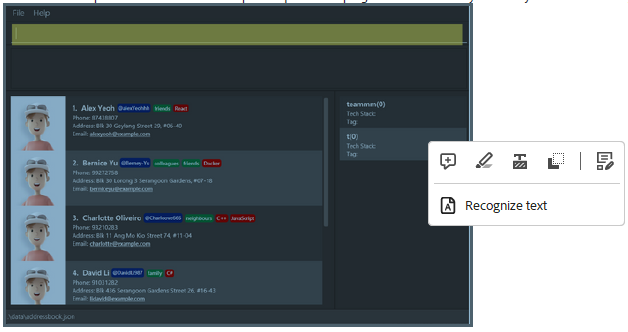 File Help
1. Alex Yeoh friends React
Phone: 87438807
Address: Blk 30 Geylang Street 29, #06-40
Email: alexyeoh@example.com
2. Bernice Yu colleagues friends Docker
Phone: 99272758
Address: Blk 30 Lorong 3 Serangoon Gardens, #07-18
Email: berniceyu@example.com
3. Charlotte Oliveiro neighbours C++ JavaScript
Phone: 93210283
Address: Blk 11 Ang Mo Kio Street 74, #11-04
Email: charlotte@example.com
4. David Li family C#
Phone: 91031282
Address: Blk 436 Serangoon Gardens Street 26, #16-43
Email: lidavid@example.com
teammm(0)
Tech Stack:
Tag:
t(0)
Tech Stack:
Tag:
Recognize text
\data\addressbook.json